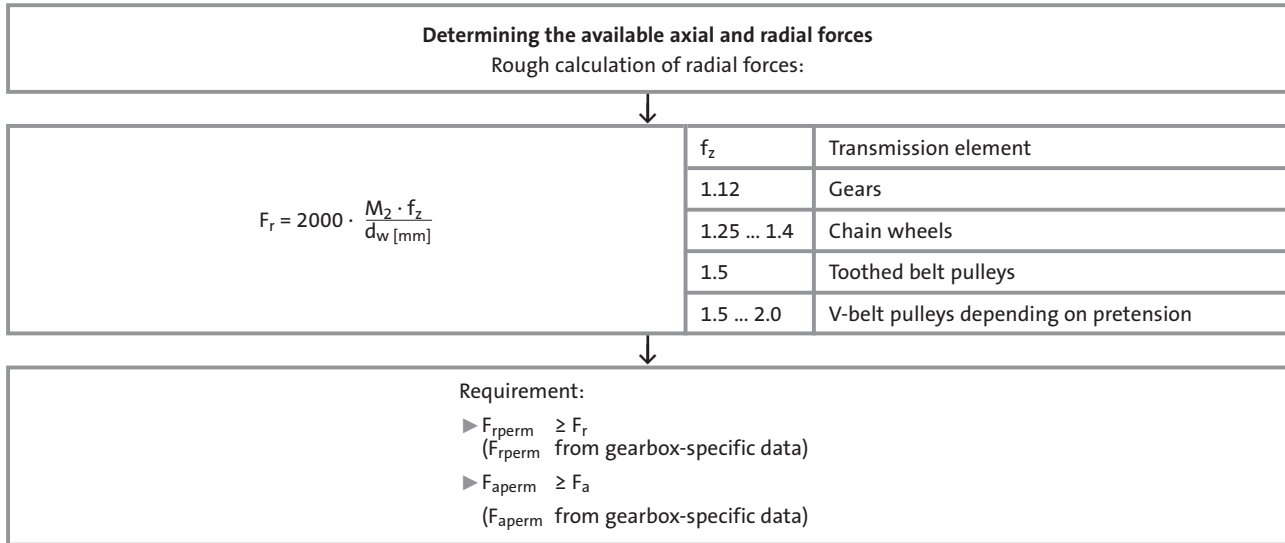 Determining the available axial and radial forces
Rough calculation of radial forces:
F_r = 2000 · M_2 · f_z / d_w [mm]
f_z Transmission element
1.12 Gears
1.25 ... 1.4 Chain wheels
1.5 Toothed belt pulleys
1.5 ... 2.0 V-belt pulleys depending on pretension
Requirement:
▶ F_rperm ≥ F_r
(F_rperm from gearbox-specific data)
▶ F_aperm ≥ F_a
(F_aperm from gearbox-specific data)